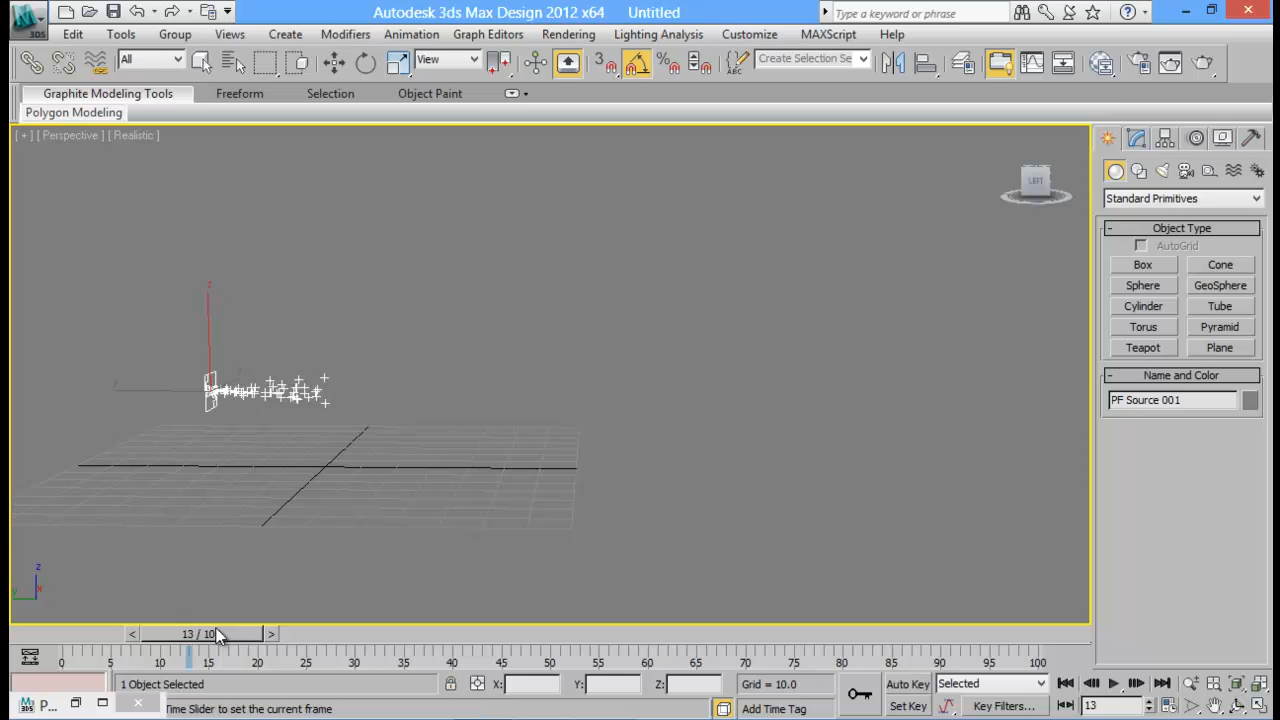 Autodesk 3ds Max Design 2012 x64 Untitled
Type a keyword or phrase
3DS
Edit Tools Group Views Create Modifiers Animation Graph Editors Rendering Lighting Analysis Customize MAXScript Help
All View 3 % ABC Create Selection Se
Graphite Modeling Tools Freeform Selection Object Paint
Polygon Modeling
[ + ] [ Perspective ] [ Realistic ]
LEFT
Standard Primitives
- Object Type
AutoGrid
Box Cone
Sphere GeoSphere
Cylinder Tube
Torus Pyramid
Teapot Plane
- Name and Color
PF Source 001
z
z
y x
< 13 / 10 >
0 5 10 15 20 25 30 35 40 45 50 55 60 65 70 75 80 85 90 95 100
1 Object Selected X: Y: Z: Grid = 10.0 Auto Key Selected
P... Time Slider to set the current frame Add Time Tag Set Key Key Filters... 13